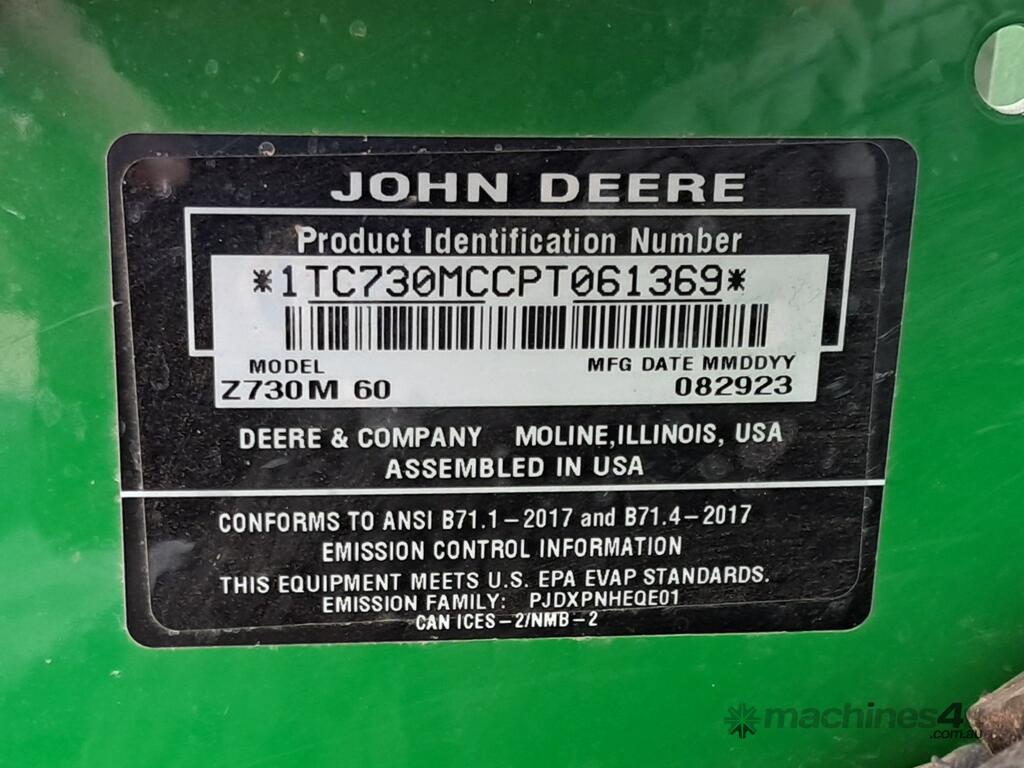 JOHN DEERE
Product Identification Number
*1TC730MCCPT061369*
MODEL MFG DATE MMDDYY
Z730M 60 082923
DEERE & COMPANY MOLINE, ILLINOIS, USA
ASSEMBLED IN USA
CONFORMS TO ANSI B71.1-2017 and B71.4-2017
EMISSION CONTROL INFORMATION
THIS EQUIPMENT MEETS U.S. EPA EVAP STANDARDS.
EMISSION FAMILY: PJDXPNHEQE01
CAN ICES-2/NMB-2
machines4u
.com.au